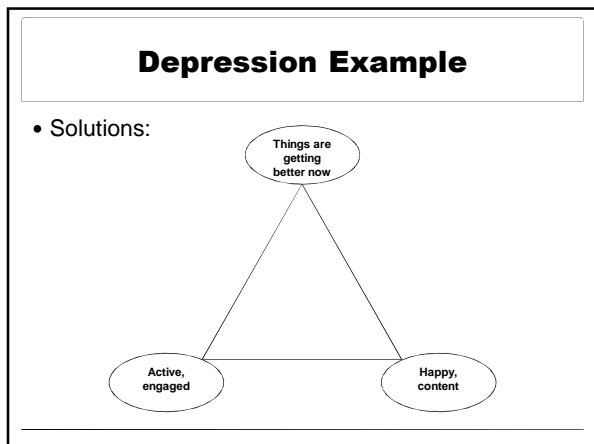 Depression Example
• Solutions:
Things are
getting
better now
Active,
engaged
Happy,
content